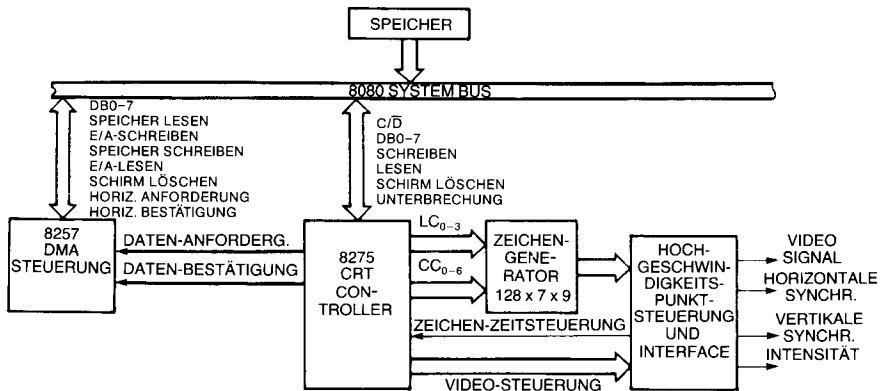 SPEICHER
8080 SYSTEM BUS
DB0–7
SPEICHER LESEN
E/A-SCHREIBEN
SPEICHER SCHREIBEN
E/A-LESEN
SCHIRM LÖSCHEN
HORIZ. ANFORDERUNG
HORIZ. BESTÄTIGUNG
C/D̅
DB0–7
SCHREIBEN
LESEN
SCHIRM LÖSCHEN
UNTERBRECHUNG
8257
DMA
STEUERUNG
DATEN-ANFORDERG.
DATEN-BESTÄTIGUNG
8275
CRT
CON-
TROLLER
LC₀₋₃
CC₀₋₆
ZEICHEN-
GENE-
RATOR
128 x 7 x 9
ZEICHEN-ZEITSTEUERUNG
VIDEO-STEUERUNG
HOCH-
GESCHWIN-
DIGKEITS-
PUNKT-
STEUERUNG
UND
INTERFACE
VIDEO
SIGNAL
HORIZONTALE
SYNCHR.
VERTIKALE
SYNCHR.
INTENSITÄT